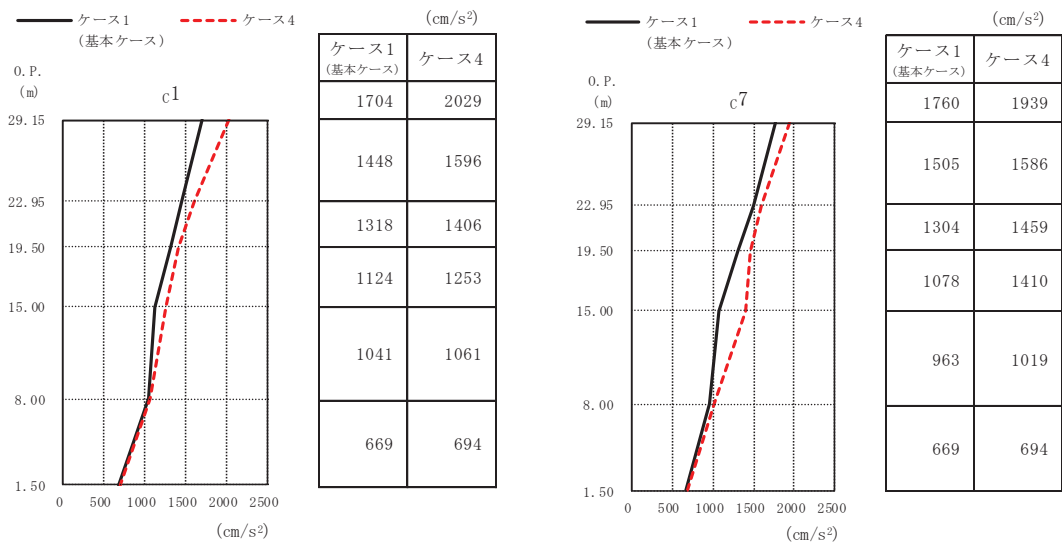 ケース1 ケース4 (cm/s²)
(基本ケース)
ケース1 ケース4
(基本ケース)
O.P.
(m)
C1
1704 2029
29.15
1448 1596
22.95
1318 1406
19.50
1124 1253
15.00
1041 1061
8.00
669 694
1.50
0 500 1000 1500 2000 2500
(cm/s²)
ケース1 ケース4 (cm/s²)
(基本ケース)
ケース1 ケース4
(基本ケース)
O.P.
(m)
C7
1760 1939
29.15
1505 1586
22.95
1304 1459
19.50
1078 1410
15.00
963 1019
8.00
669 694
1.50
0 500 1000 1500 2000 2500
(cm/s²)